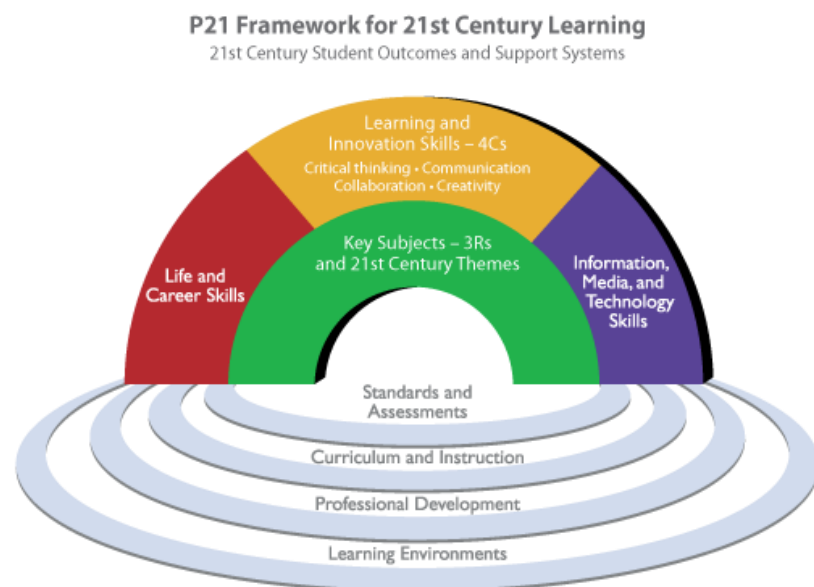 P21 Framework for 21st Century Learning
21st Century Student Outcomes and Support Systems
Learning and
Innovation Skills – 4Cs
Critical thinking • Communication
Collaboration • Creativity
Key Subjects – 3Rs
and 21st Century Themes
Life and
Career Skills
Information,
Media, and
Technology
Skills
Standards and
Assessments
Curriculum and Instruction
Professional Development
Learning Environments